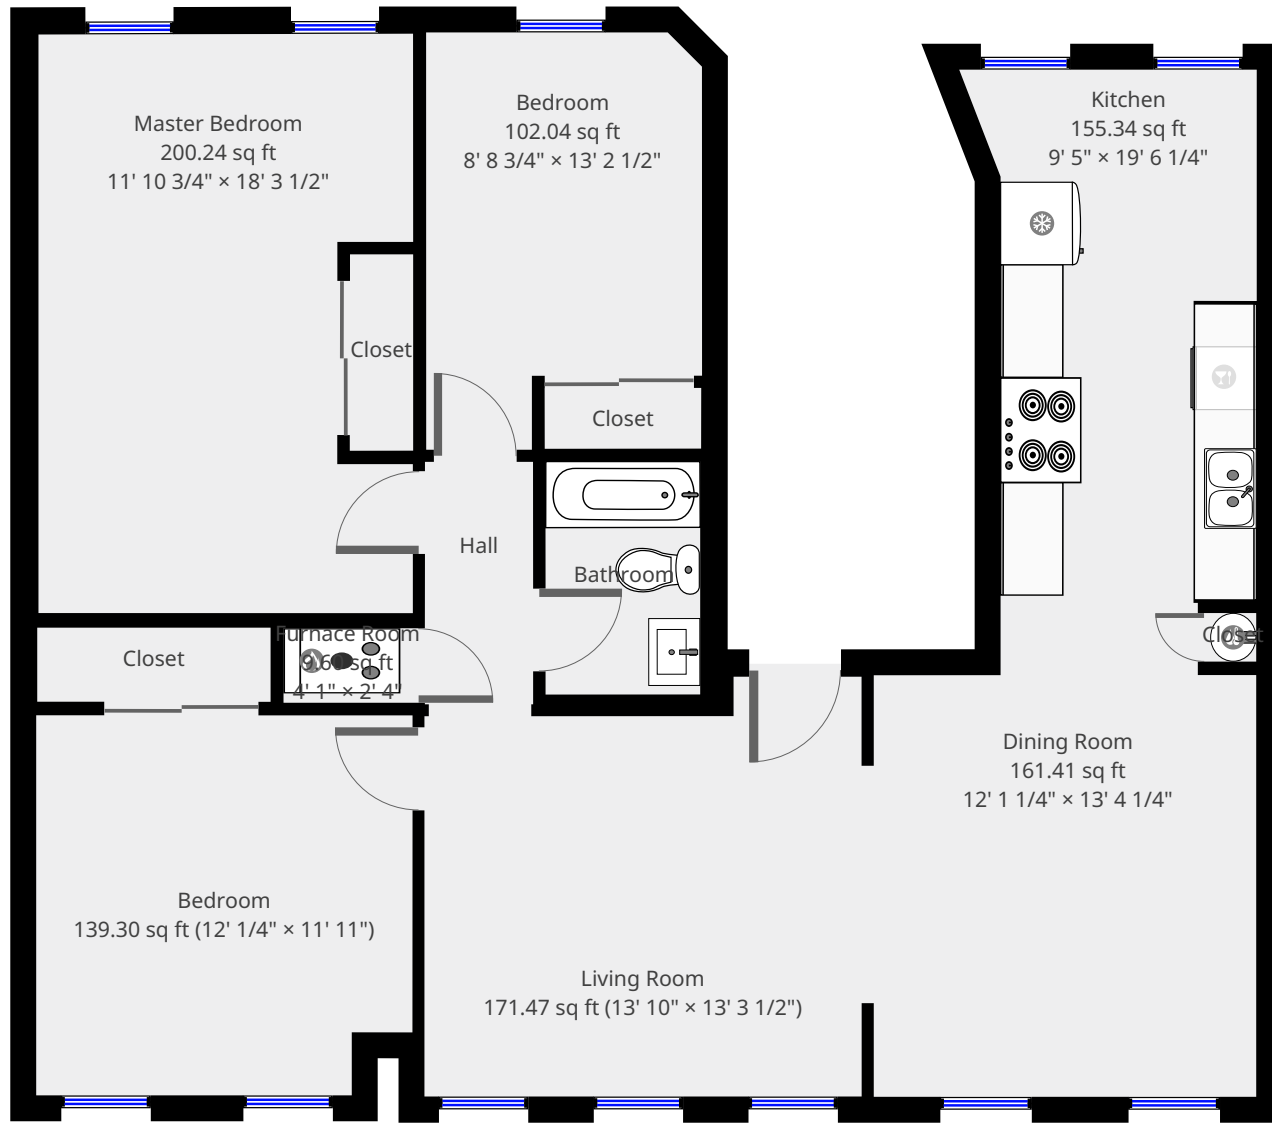 Master Bedroom
200.24 sq ft
11' 10 3/4" × 18' 3 1/2"
Bedroom
102.04 sq ft
8' 8 3/4" × 13' 2 1/2"
Kitchen
155.34 sq ft
9' 5" × 19' 6 1/4"
Closet
Closet
Hall
Bathroom
Closet
Furnace Room
9.60 sq ft
4' 1" × 2' 4"
Closet
Dining Room
161.41 sq ft
12' 1 1/4" × 13' 4 1/4"
Bedroom
139.30 sq ft (12' 1/4" × 11' 11")
Living Room
171.47 sq ft (13' 10" × 13' 3 1/2")